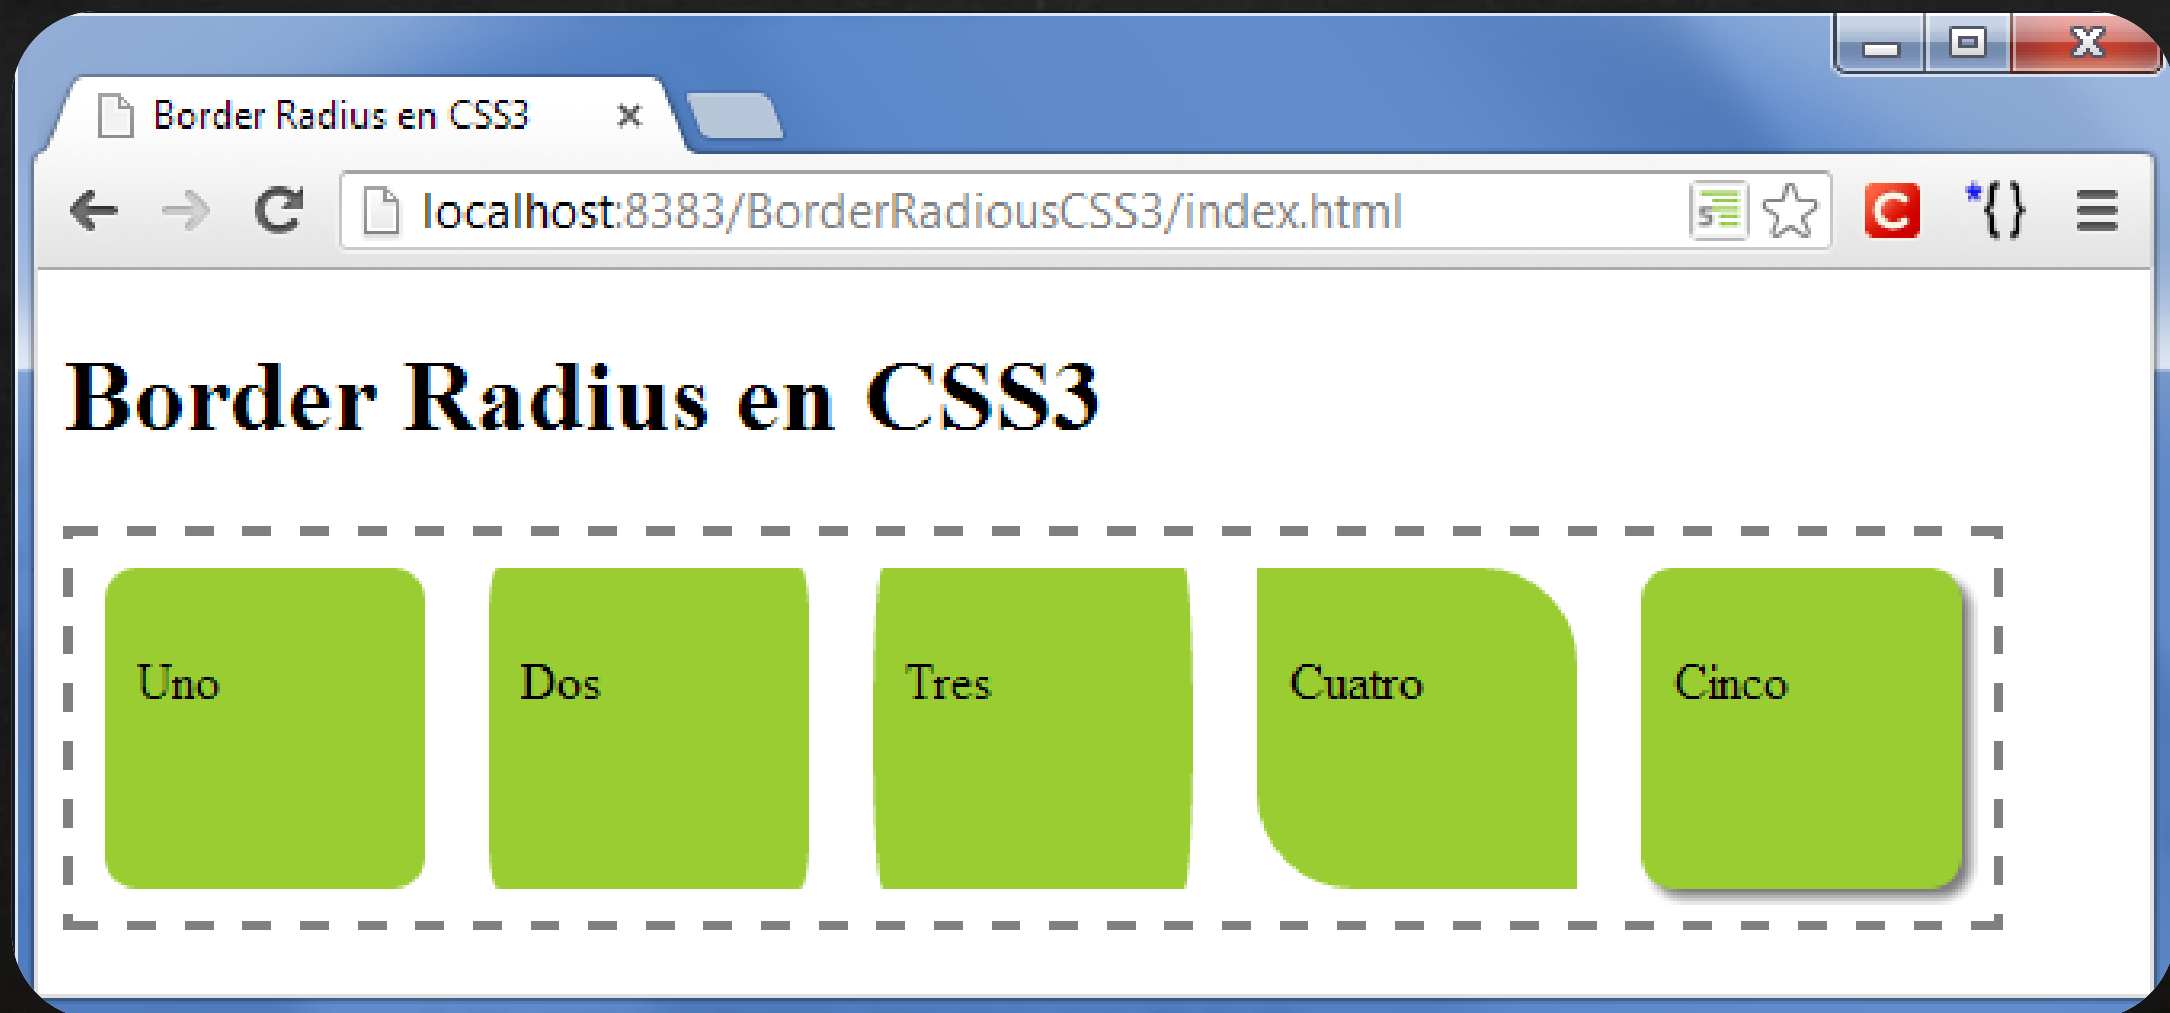 Border Radius en CSS3
localhost:8383/BorderRadiousCSS3/index.html
Border Radius en CSS3
Uno
Dos
Tres
Cuatro
Cinco